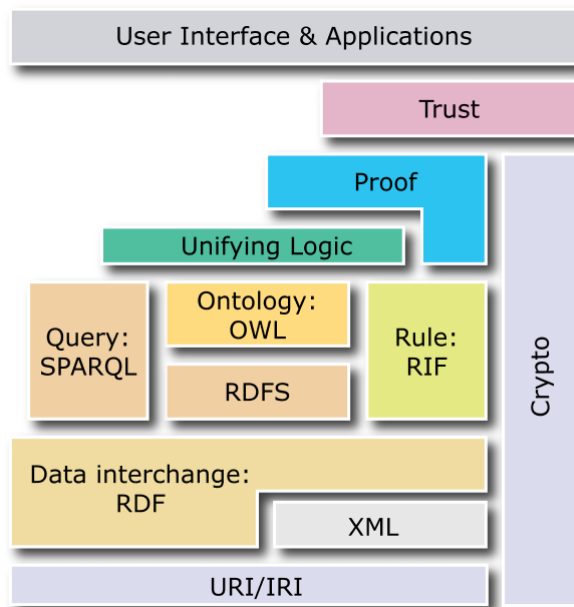 User Interface & Applications
Trust
Proof
Unifying Logic
Ontology:
OWL
Query:
SPARQL
Rule:
RIF
RDFS
Crypto
Data interchange:
RDF
XML
URI/IRI